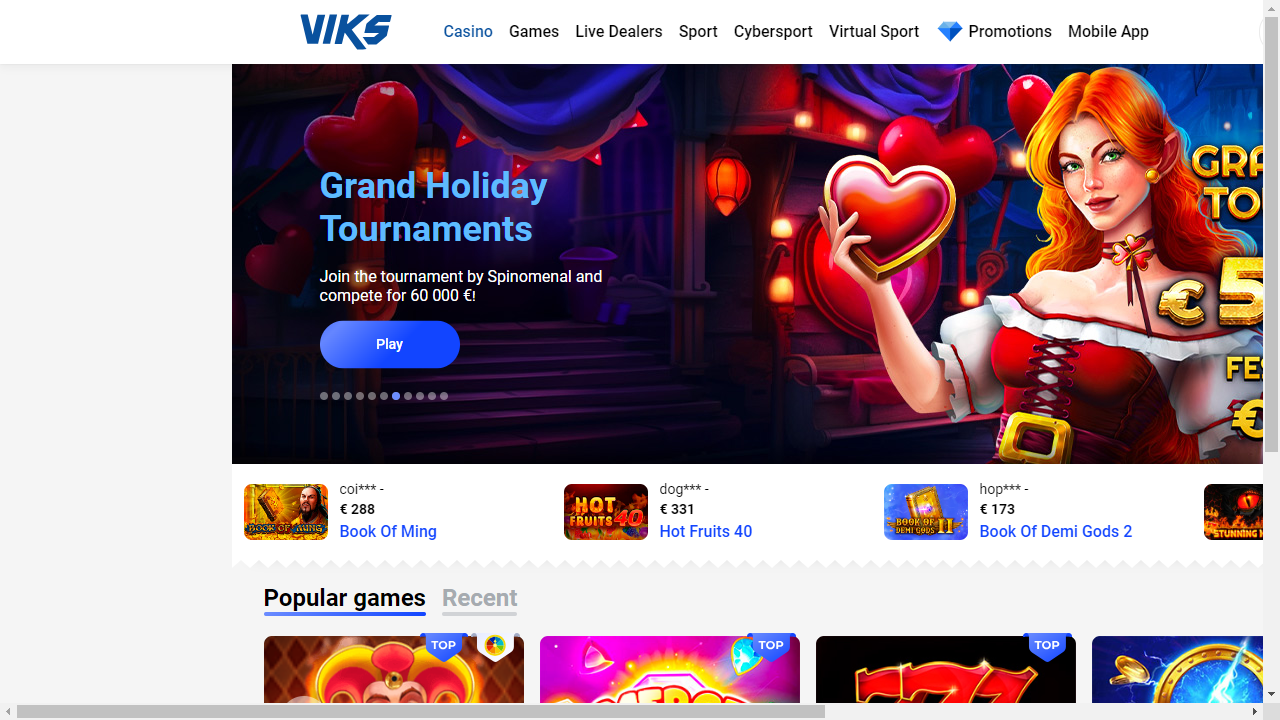 VIKS
Casino Games Live Dealers Sport Cybersport Virtual Sport Promotions Mobile App
Grand Holiday
Tournaments
Join the tournament by Spinomenal and
compete for 60 000 €!
Play
€ 5
€
coi*** -
€ 288
Book Of Ming
BOOK OF MING
dog*** -
€ 331
Hot Fruits 40
HOT
FRUITS 40
hop*** -
€ 173
Book Of Demi Gods 2
BOOK OF
DEMI GODS II
STUNNING
Popular games Recent
TOP
TOP
TOP
777